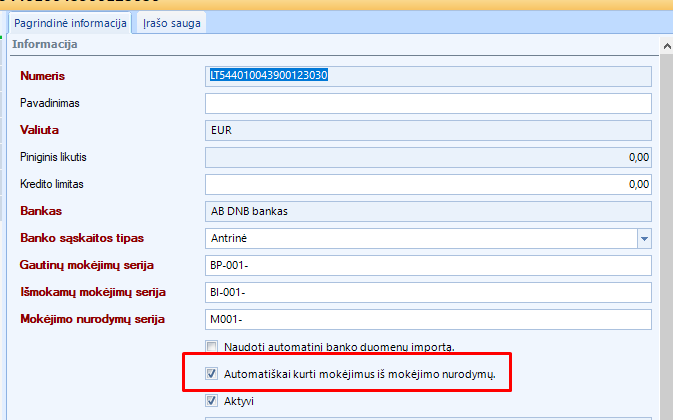 Pagrindinė informacija Įrašo sauga
Informacija
Numeris LT544010043900123030
Pavadinimas
Valiuta EUR
Piniginis likutis 0,00
Kredito limitas 0,00
Bankas AB DNB bankas
Banko sąskaitos tipas Antrinė
Gautinų mokėjimų serija BP-001-
Išmokamų mokėjimų serija BI-001-
Mokėjimo nurodymų serija M001-
Naudoti automatinį banko duomenų importą.
Automatiškai kurti mokėjimus iš mokėjimo nurodymų.
Aktyvi